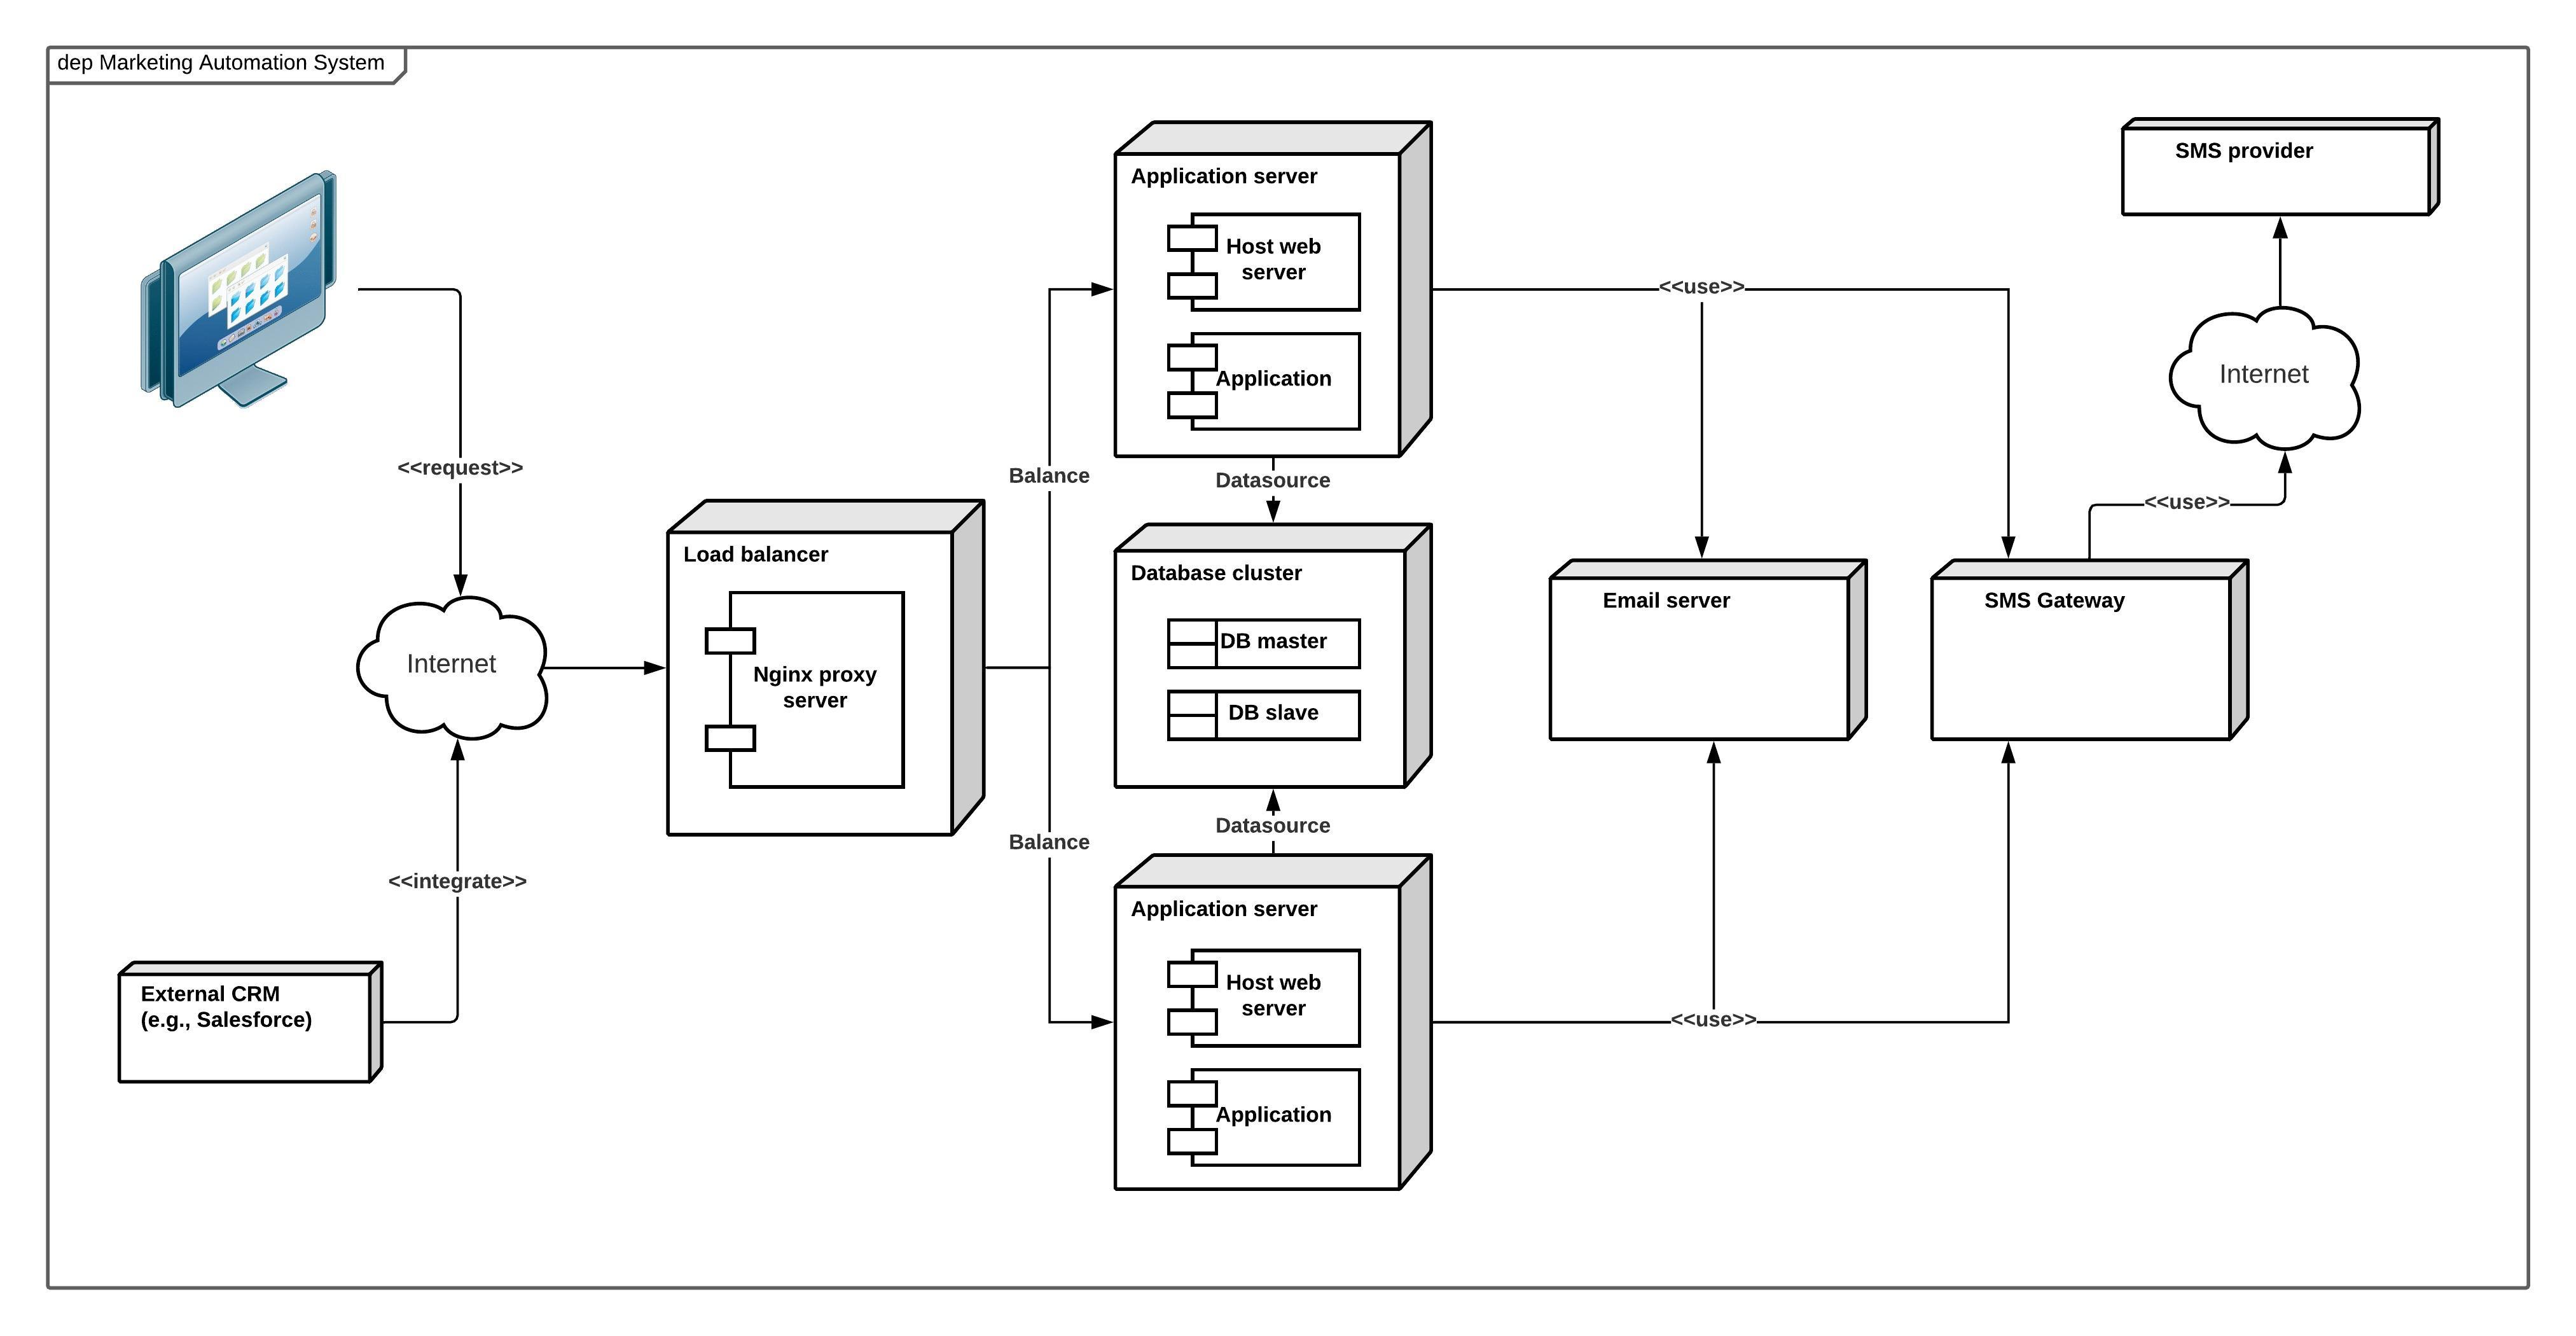 dep Marketing Automation System
<<request>>
Internet
<<integrate>>
External CRM
(e.g., Salesforce)
Load balancer
Nginx proxy
server
Balance
Balance
Application server
Host web
server
Application
Datasource
Database cluster
DB master
DB slave
Datasource
Application server
Host web
server
Application
<<use>>
<<use>>
Email server
SMS Gateway
<<use>>
Internet
SMS provider